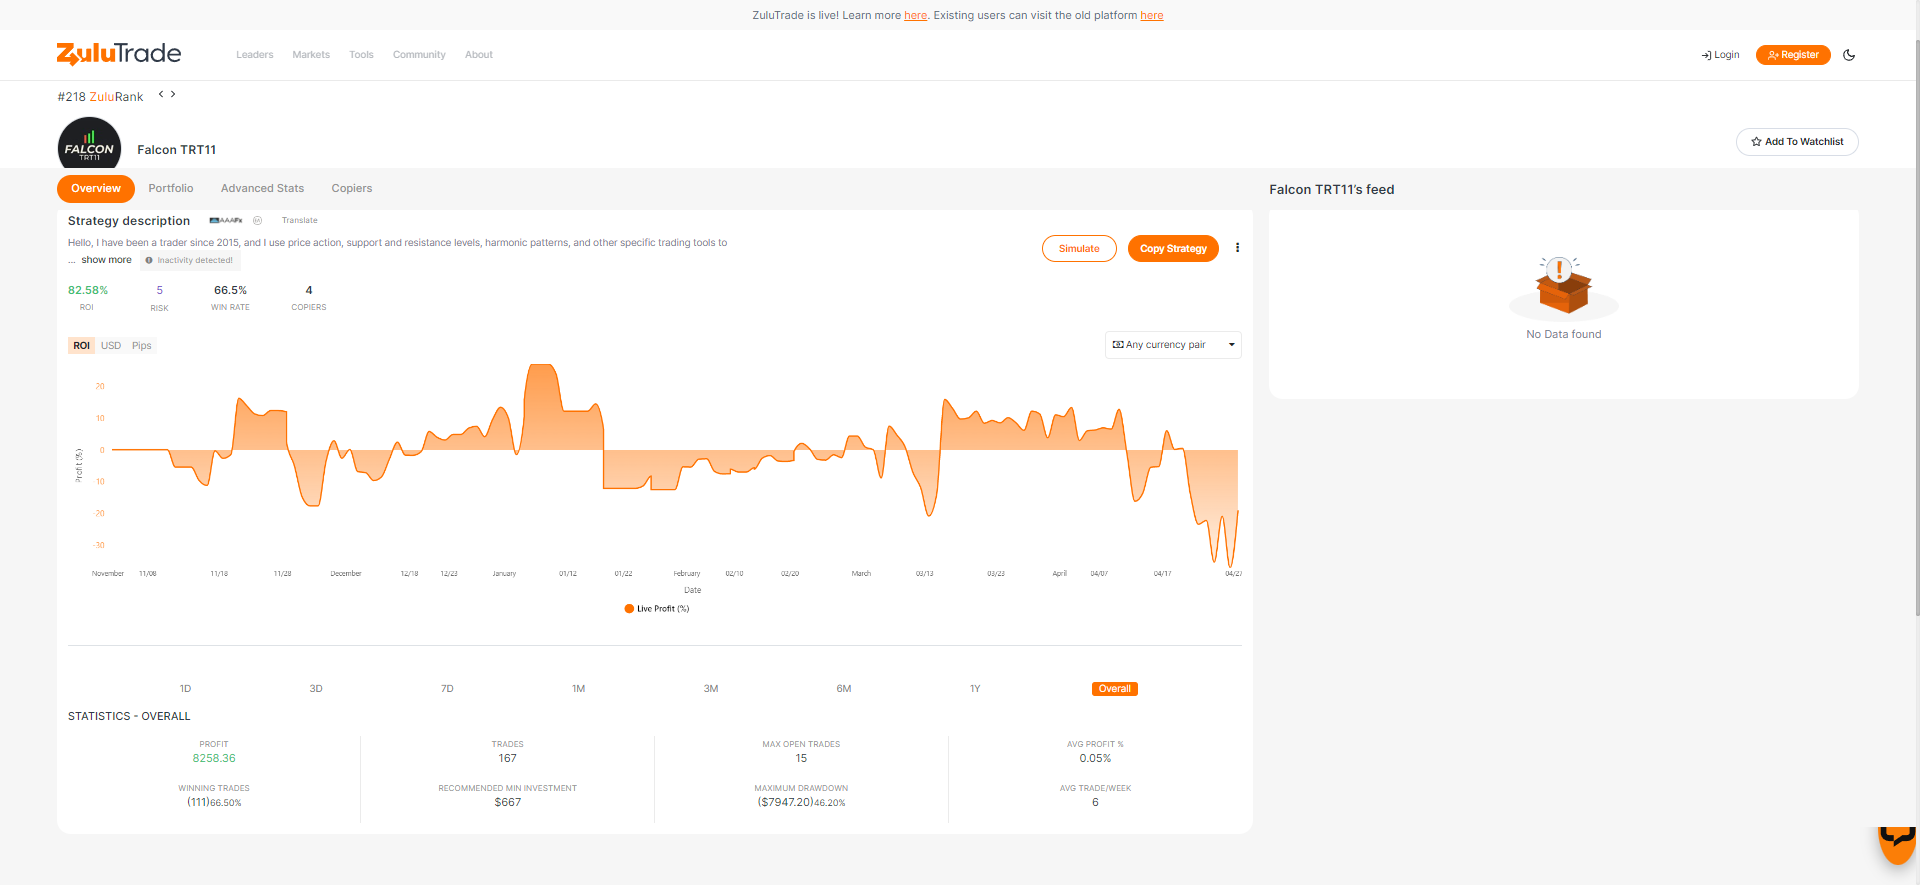 ZuluTrade is live! Learn more here. Existing users can visit the old platform here
ZuluTrade
Leaders Markets Tools Community About
Login Register
#218 ZuluRank < >
FALCON
TRT11
Falcon TRT11
Add To Watchlist
Overview Portfolio Advanced Stats Copiers
Falcon TRT11's feed
Strategy description AAAFx Translate
Hello, I have been a trader since 2015, and I use price action, support and resistance levels, harmonic patterns, and other specific trading tools to
... show more Inactivity detected!
Simulate Copy Strategy
82.58% 5 66.5% 4
ROI RISK WIN RATE COPIERS
No Data found
ROI USD Pips
Any currency pair
20
10
0
10
-20
-30
Profit (%)
November 11/08 11/18 11/28 December 12/18 12/23 January 01/12 01/22 February 02/10 02/20 March 03/13 03/23 April 04/07 04/17 04/27
Date
Live Profit (%)
1D 3D 7D 1M 3M 6M 1Y Overall
STATISTICS - OVERALL
PROFIT TRADES MAX OPEN TRADES AVG PROFIT %
8258.36 167 15 0.05%
WINNING TRADES RECOMMENDED MIN INVESTMENT MAXIMUM DRAWDOWN AVG TRADE/WEEK
(111)66.50% $667 ($7947.20)46.20% 6